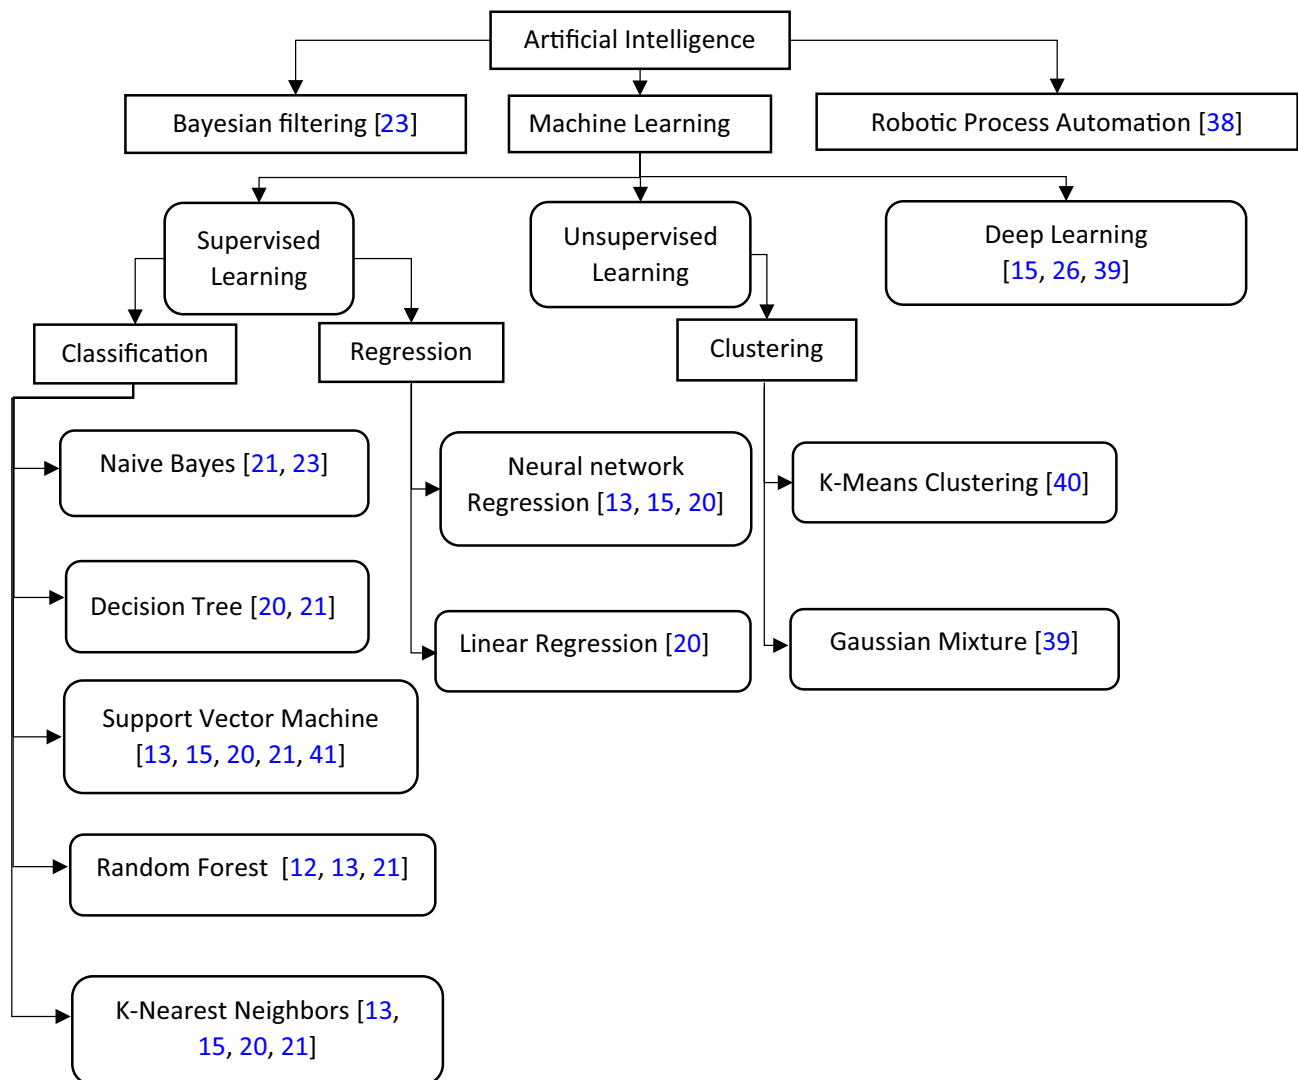 Artificial Intelligence
Bayesian filtering [23]
Machine Learning
Robotic Process Automation [38]
Supervised
Learning
Unsupervised
Learning
Deep Learning
[15, 26, 39]
Classification
Regression
Clustering
Naive Bayes [21, 23]
Neural network
Regression [13, 15, 20]
K-Means Clustering [40]
Decision Tree [20, 21]
Linear Regression [20]
Gaussian Mixture [39]
Support Vector Machine
[13, 15, 20, 21, 41]
Random Forest [12, 13, 21]
K-Nearest Neighbors [13,
15, 20, 21]